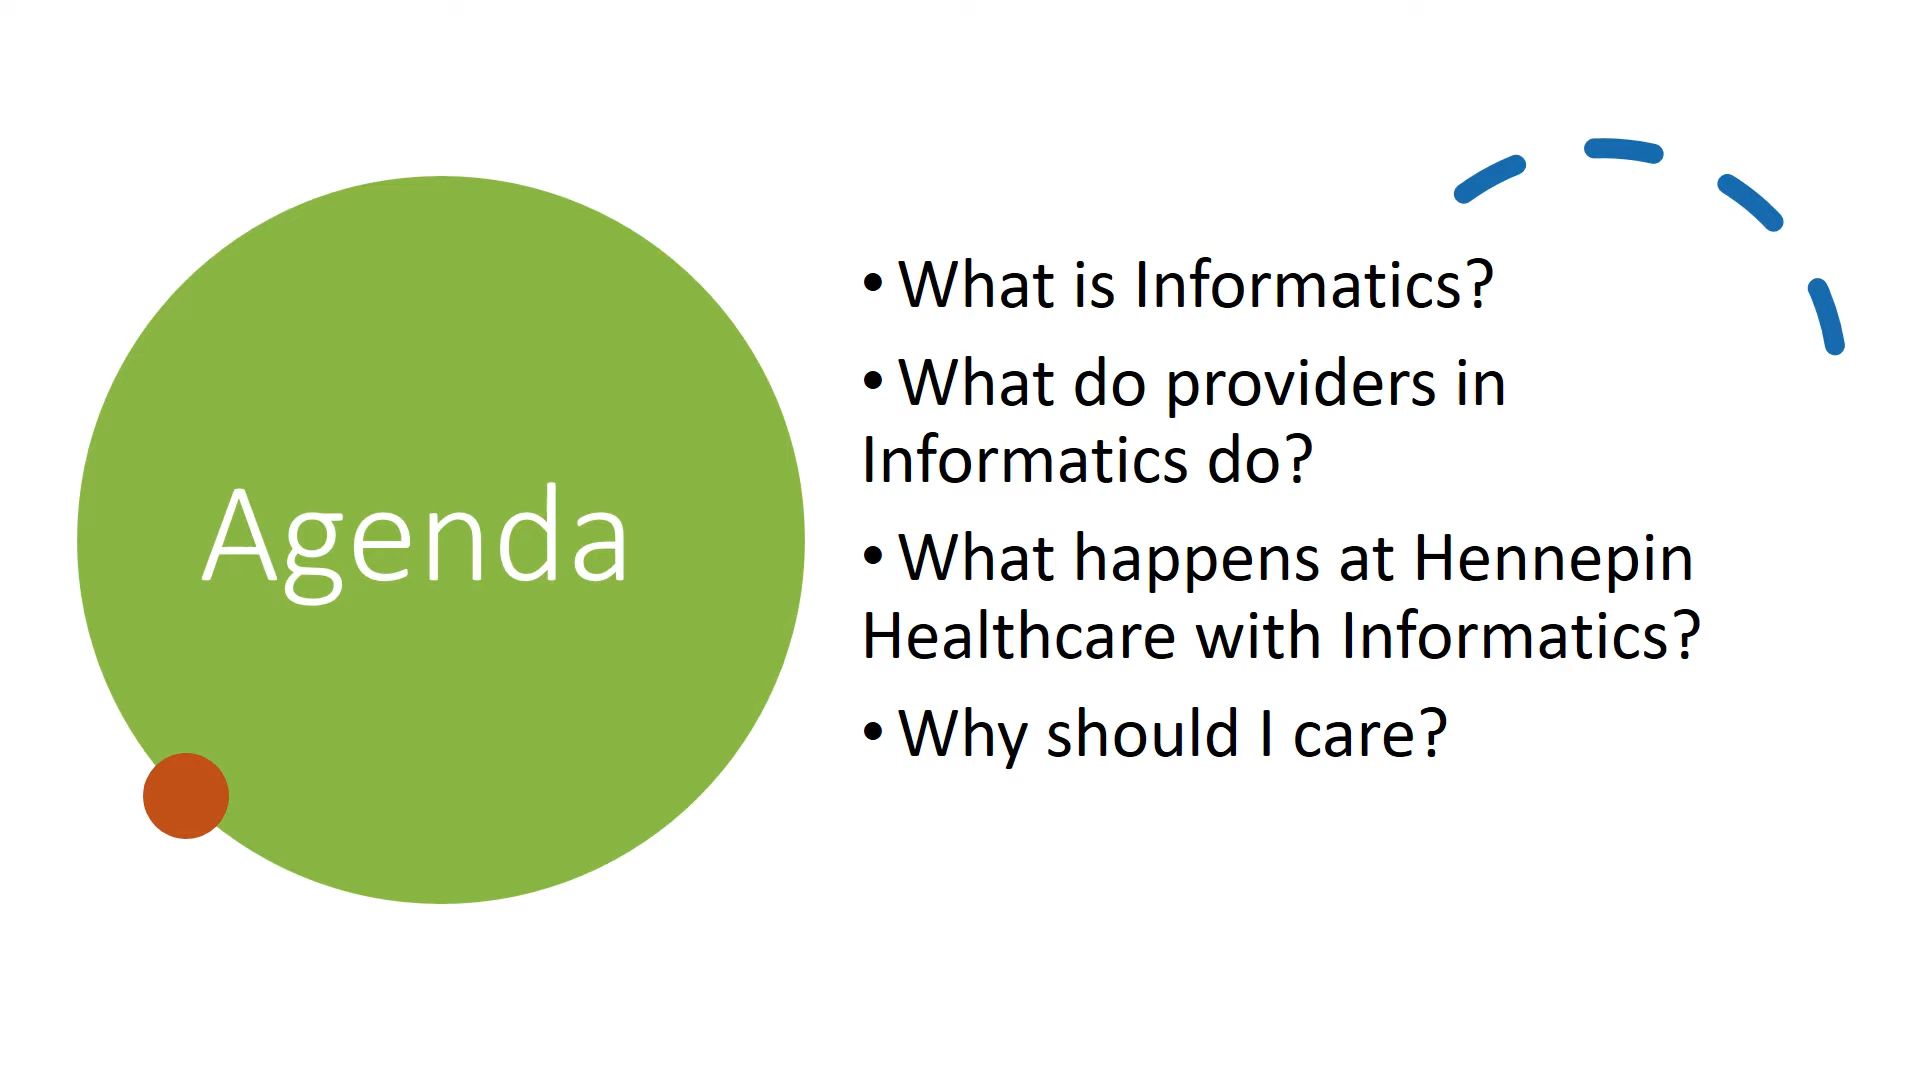 Agenda
• What is Informatics?
• What do providers in
Informatics do?
• What happens at Hennepin
Healthcare with Informatics?
• Why should I care?